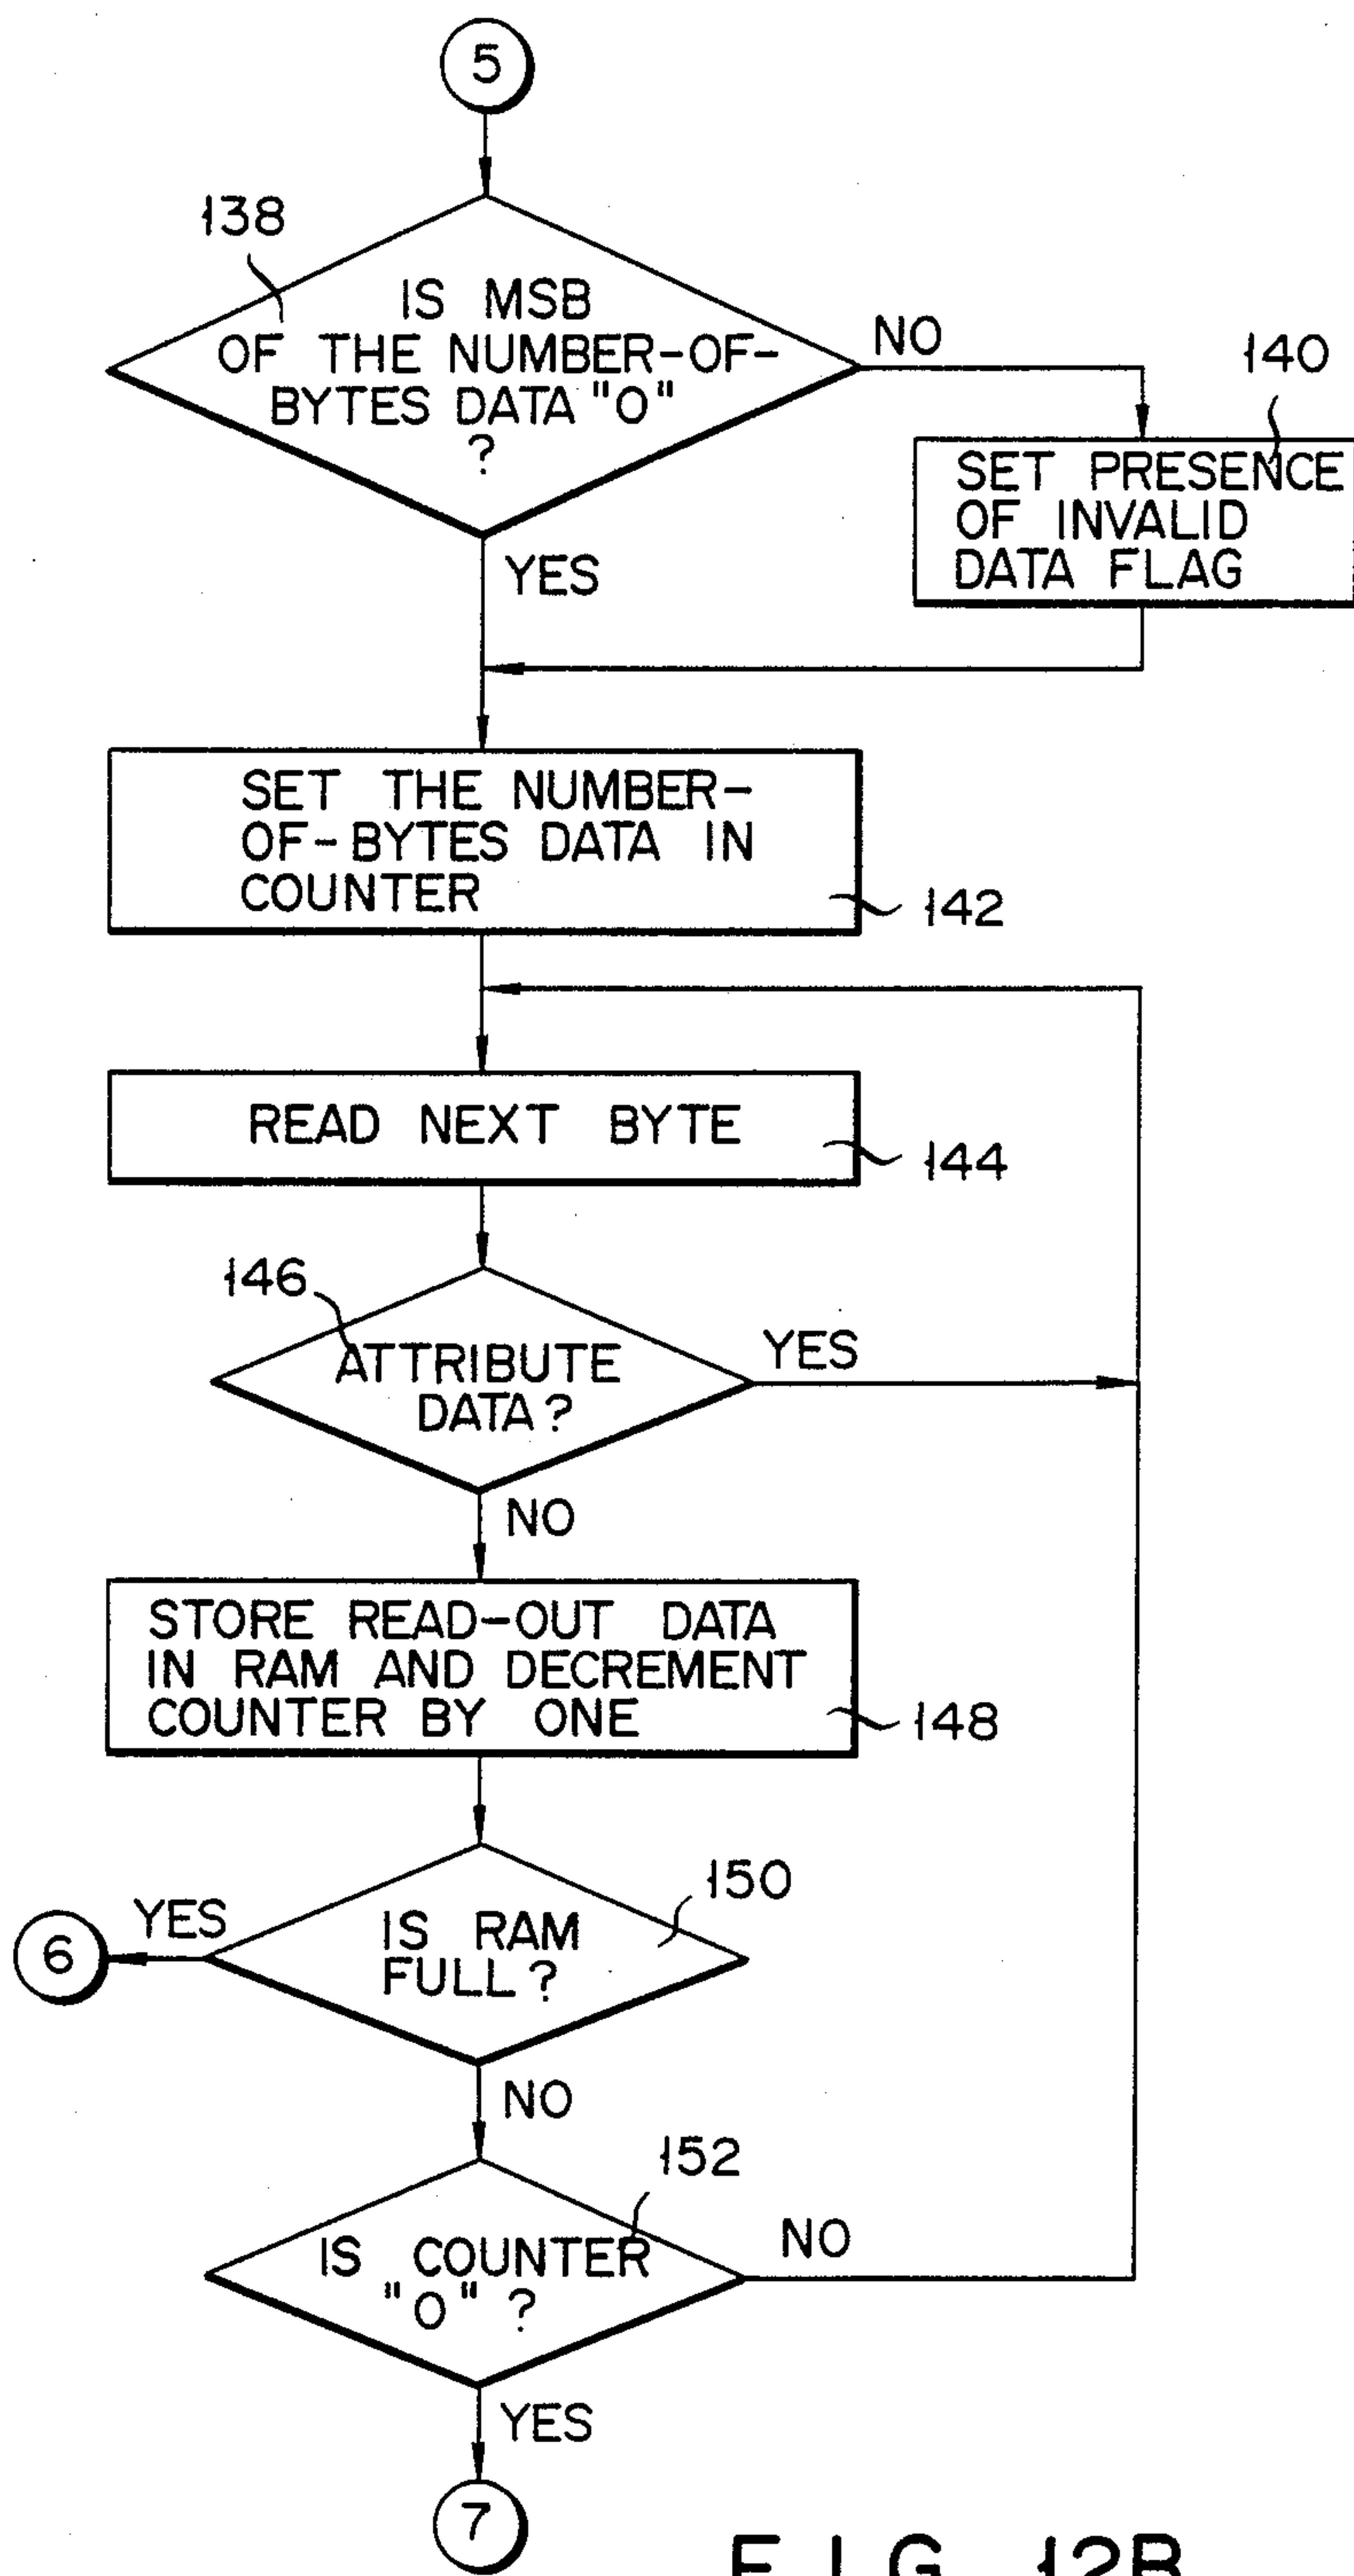 5
138
IS MSB
OF THE NUMBER-OF-
BYTES DATA "0"
?
NO
140
SET PRESENCE
OF INVALID
DATA FLAG
YES
SET THE NUMBER-
OF-BYTES DATA IN
COUNTER
142
READ NEXT BYTE
144
146
ATTRIBUTE
DATA?
YES
NO
STORE READ-OUT DATA
IN RAM AND DECREMENT
COUNTER BY ONE
148
150
YES
6
IS RAM
FULL?
NO
152
IS COUNTER
"0" ?
NO
YES
7
FIG. 12B